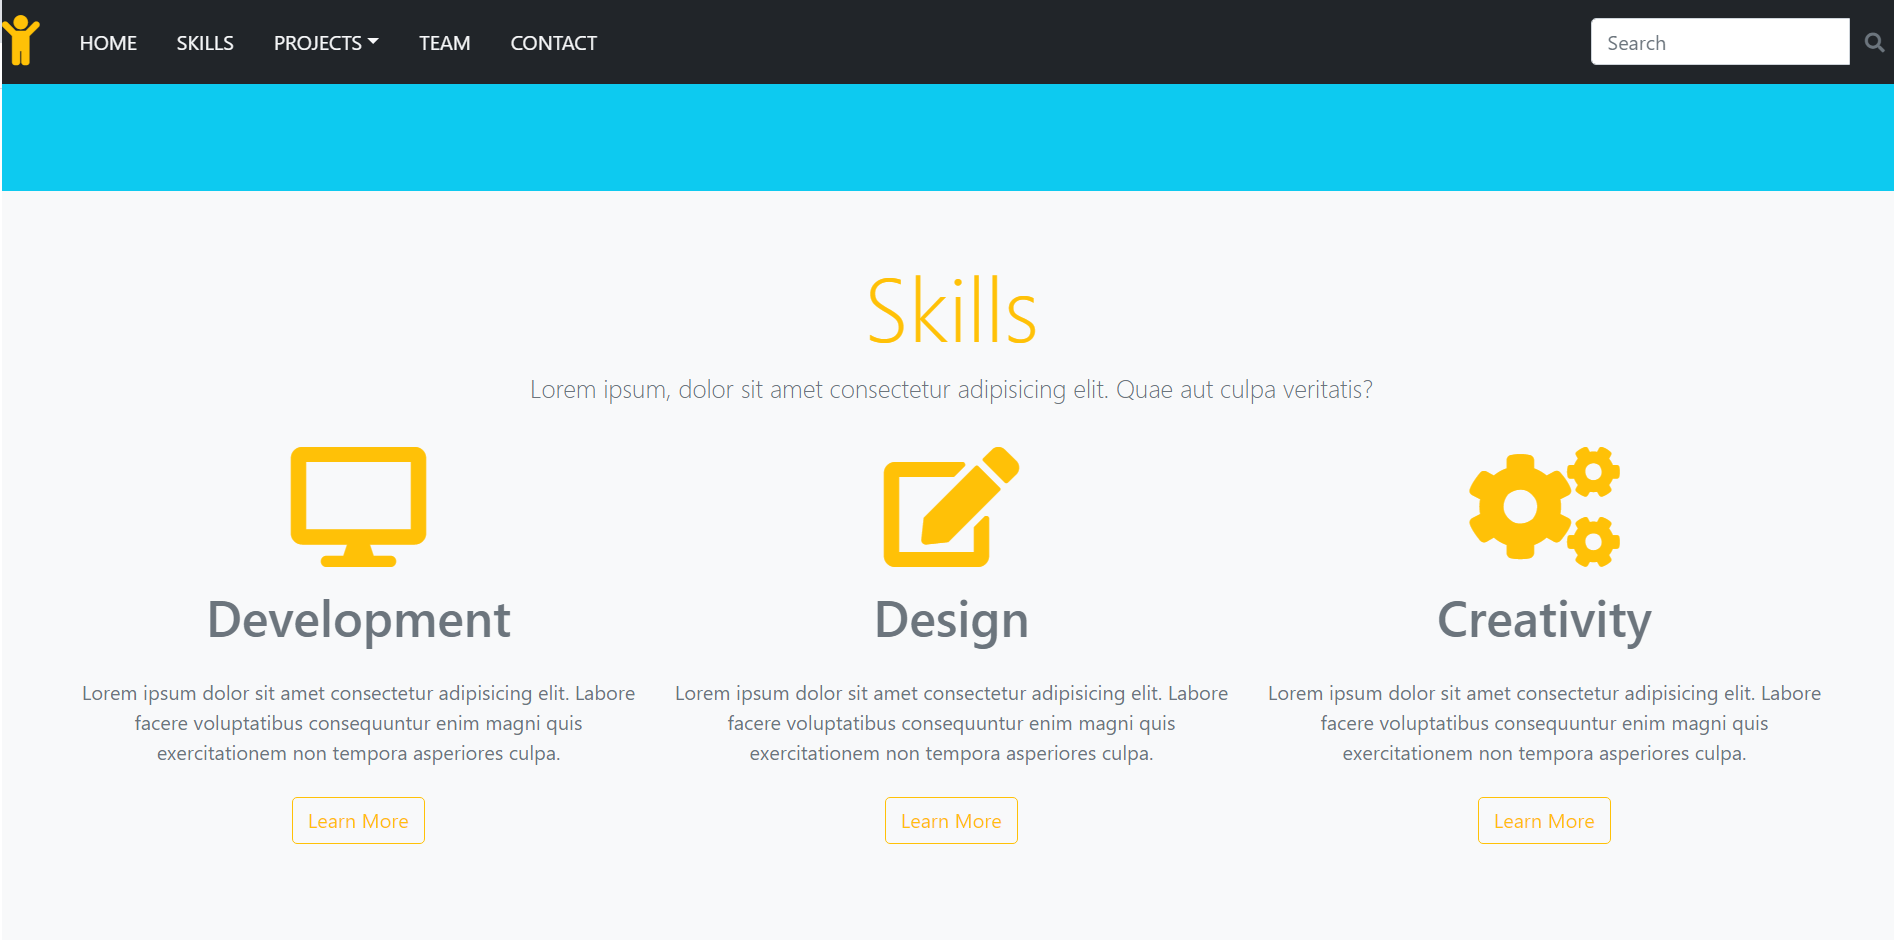 HOME SKILLS PROJECTS TEAM CONTACT Search
Skills
Lorem ipsum, dolor sit amet consectetur adipisicing elit. Quae aut culpa veritatis?
Development
Lorem ipsum dolor sit amet consectetur adipisicing elit. Labore
facere voluptatibus consequuntur enim magni quis
exercitationem non tempora asperiores culpa.
Learn More
Design
Lorem ipsum dolor sit amet consectetur adipisicing elit. Labore
facere voluptatibus consequuntur enim magni quis
exercitationem non tempora asperiores culpa.
Learn More
Creativity
Lorem ipsum dolor sit amet consectetur adipisicing elit. Labore
facere voluptatibus consequuntur enim magni quis
exercitationem non tempora asperiores culpa.
Learn More